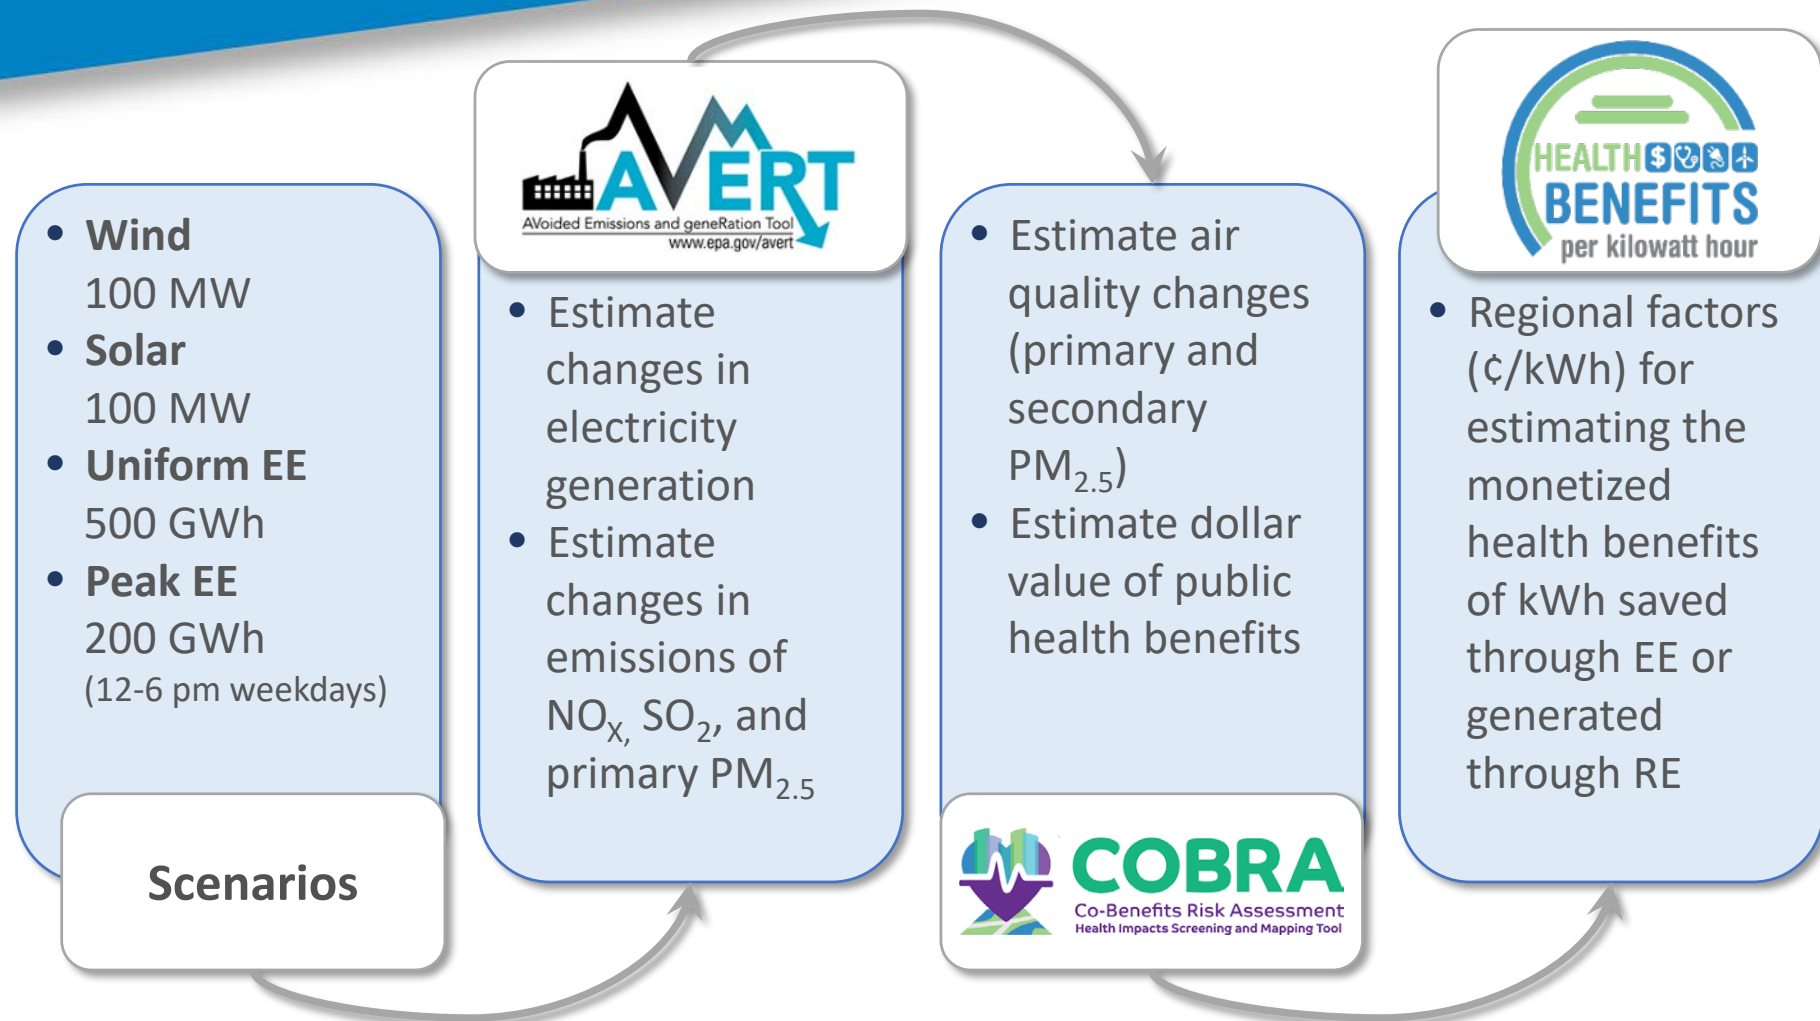 • Wind
100 MW
• Solar
100 MW
• Uniform EE
500 GWh
• Peak EE
200 GWh
(12-6 pm weekdays)
Scenarios
AVERT
AVoided Emissions and geneRation Tool
www.epa.gov/avert
• Estimate
changes in
electricity
generation
• Estimate
changes in
emissions of
NOX, SO2, and
primary PM2.5
• Estimate air
quality changes
(primary and
secondary
PM2.5)
• Estimate dollar
value of public
health benefits
COBRA
Co-Benefits Risk Assessment
Health Impacts Screening and Mapping Tool
HEALTH $
BENEFITS
per kilowatt hour
• Regional factors
(¢/kWh) for
estimating the
monetized
health benefits
of kWh saved
through EE or
generated
through RE